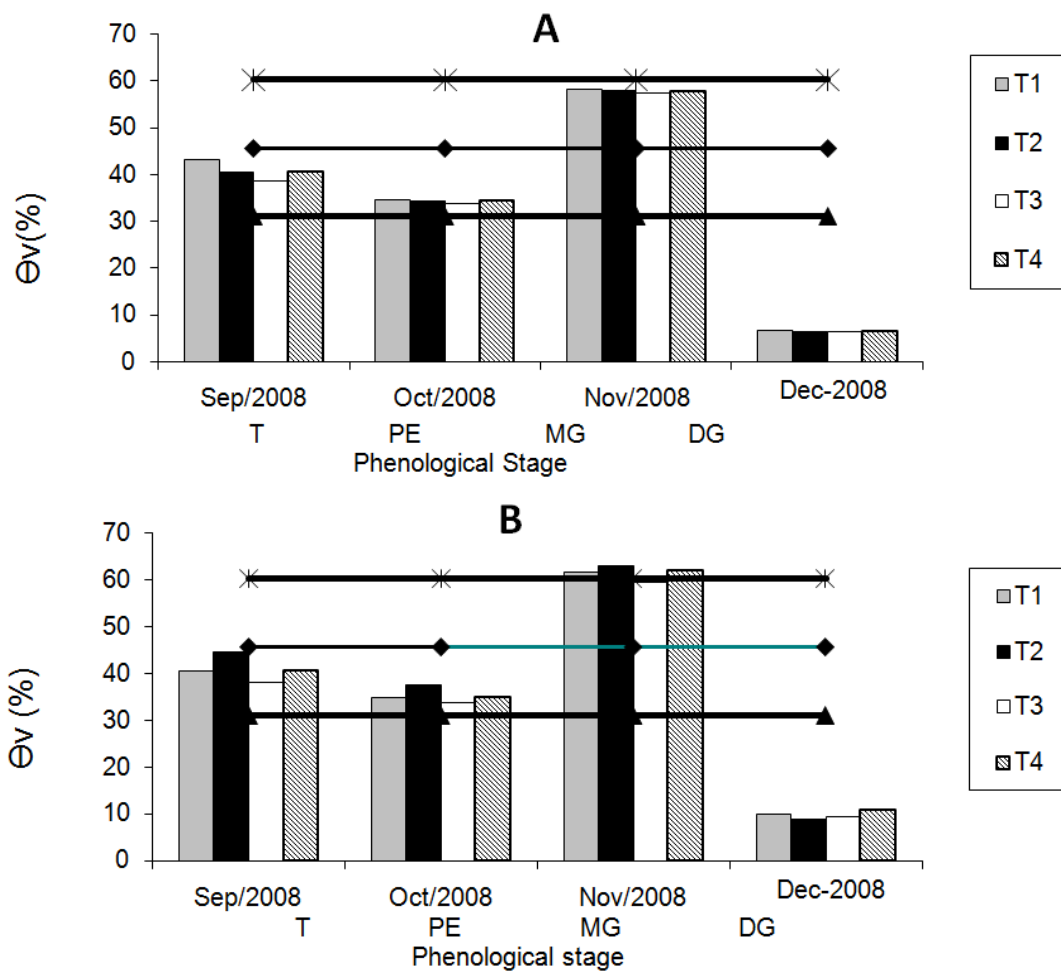 A
70
60
50
40
30
20
10
0
Θv(%)
Sep/2008 Oct/2008 Nov/2008 Dec-2008
T PE MG DG
Phenological Stage
T1
T2
T3
T4
B
70
60
50
40
30
20
10
0
Θv (%)
Sep/2008 Oct/2008 Nov/2008 Dec-2008
T PE MG DG
Phenological stage
T1
T2
T3
T4